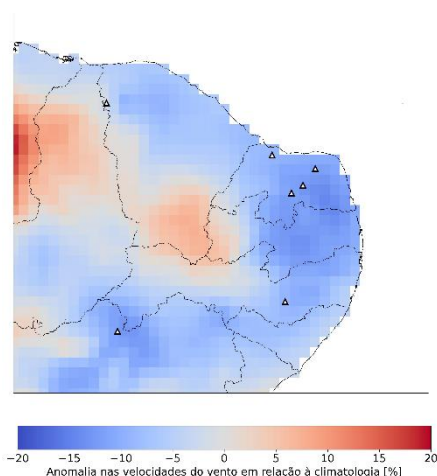 −20 −15 −10 −5 0 5 10 15 20
Anomalia nas velocidades do vento em relação à climatologia [%]